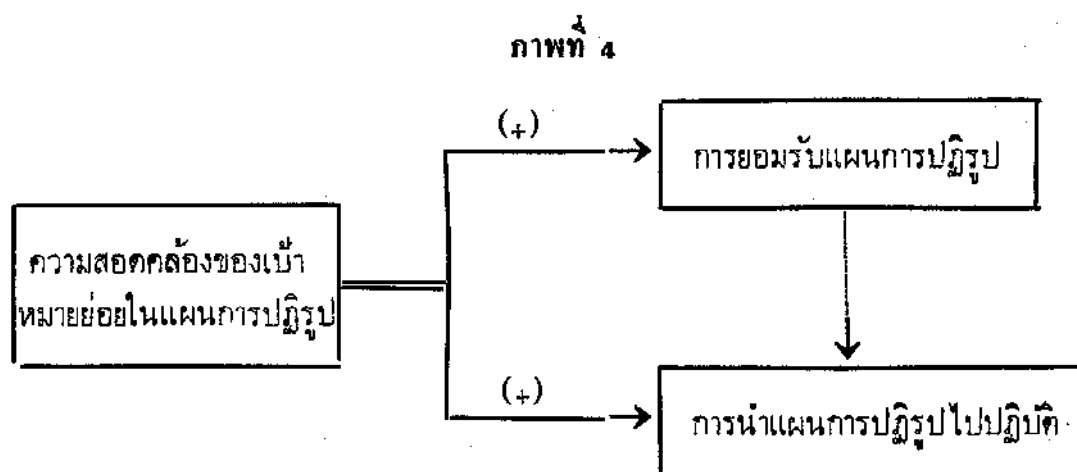 ภาพที่ 4
(+)
การยอมรับแผนการปฏิรูป
ความสอดคล้องของเป้า
หมายย่อยในแผนการปฏิรูป
(+)
การนำแผนการปฏิรูปไปปฏิบัติ